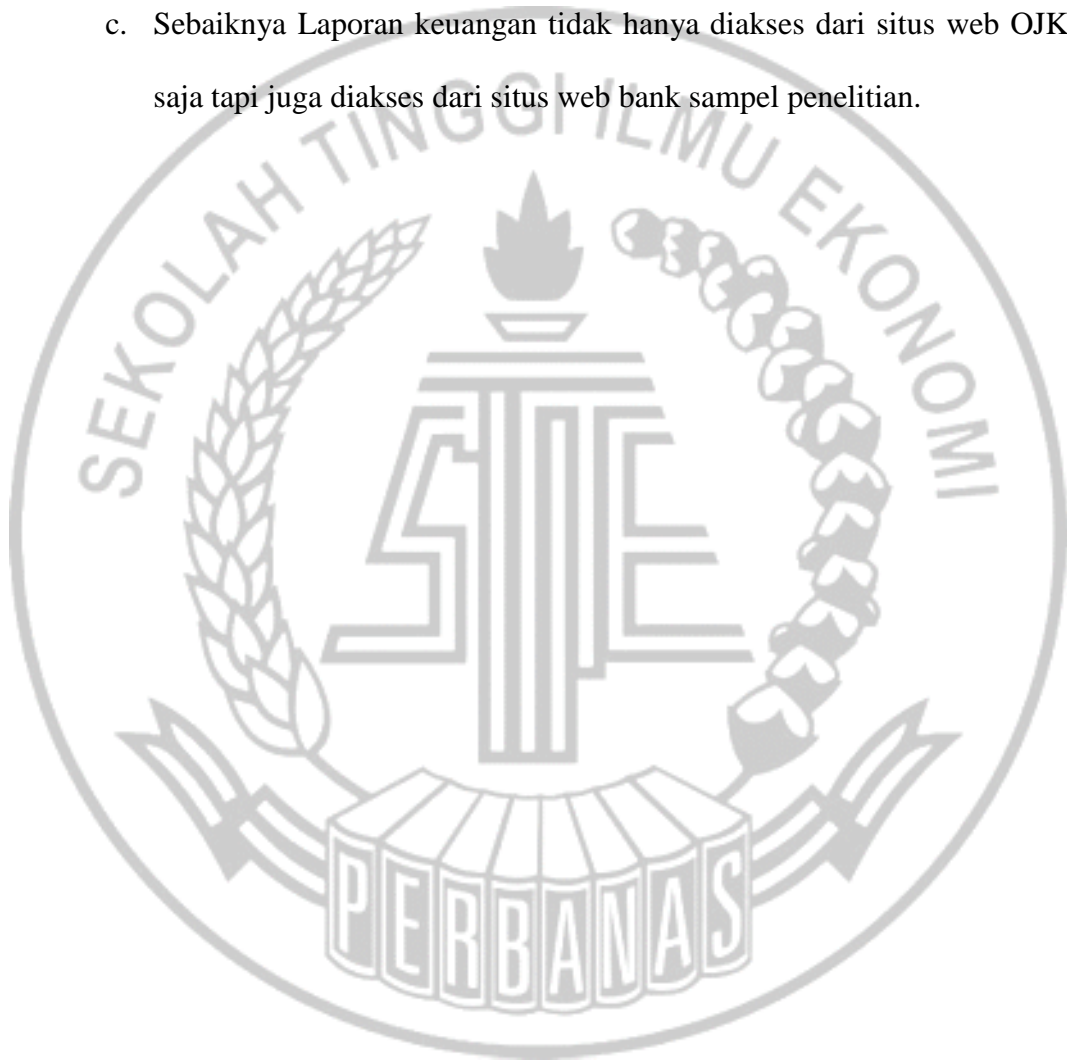 c. Sebaiknya Laporan keuangan tidak hanya diakses dari situs web OJK
saja tapi juga diakses dari situs web bank sampel penelitian.
SEKOLAH TINGGI ILMU EKONOMI
STIE
PERBANAS